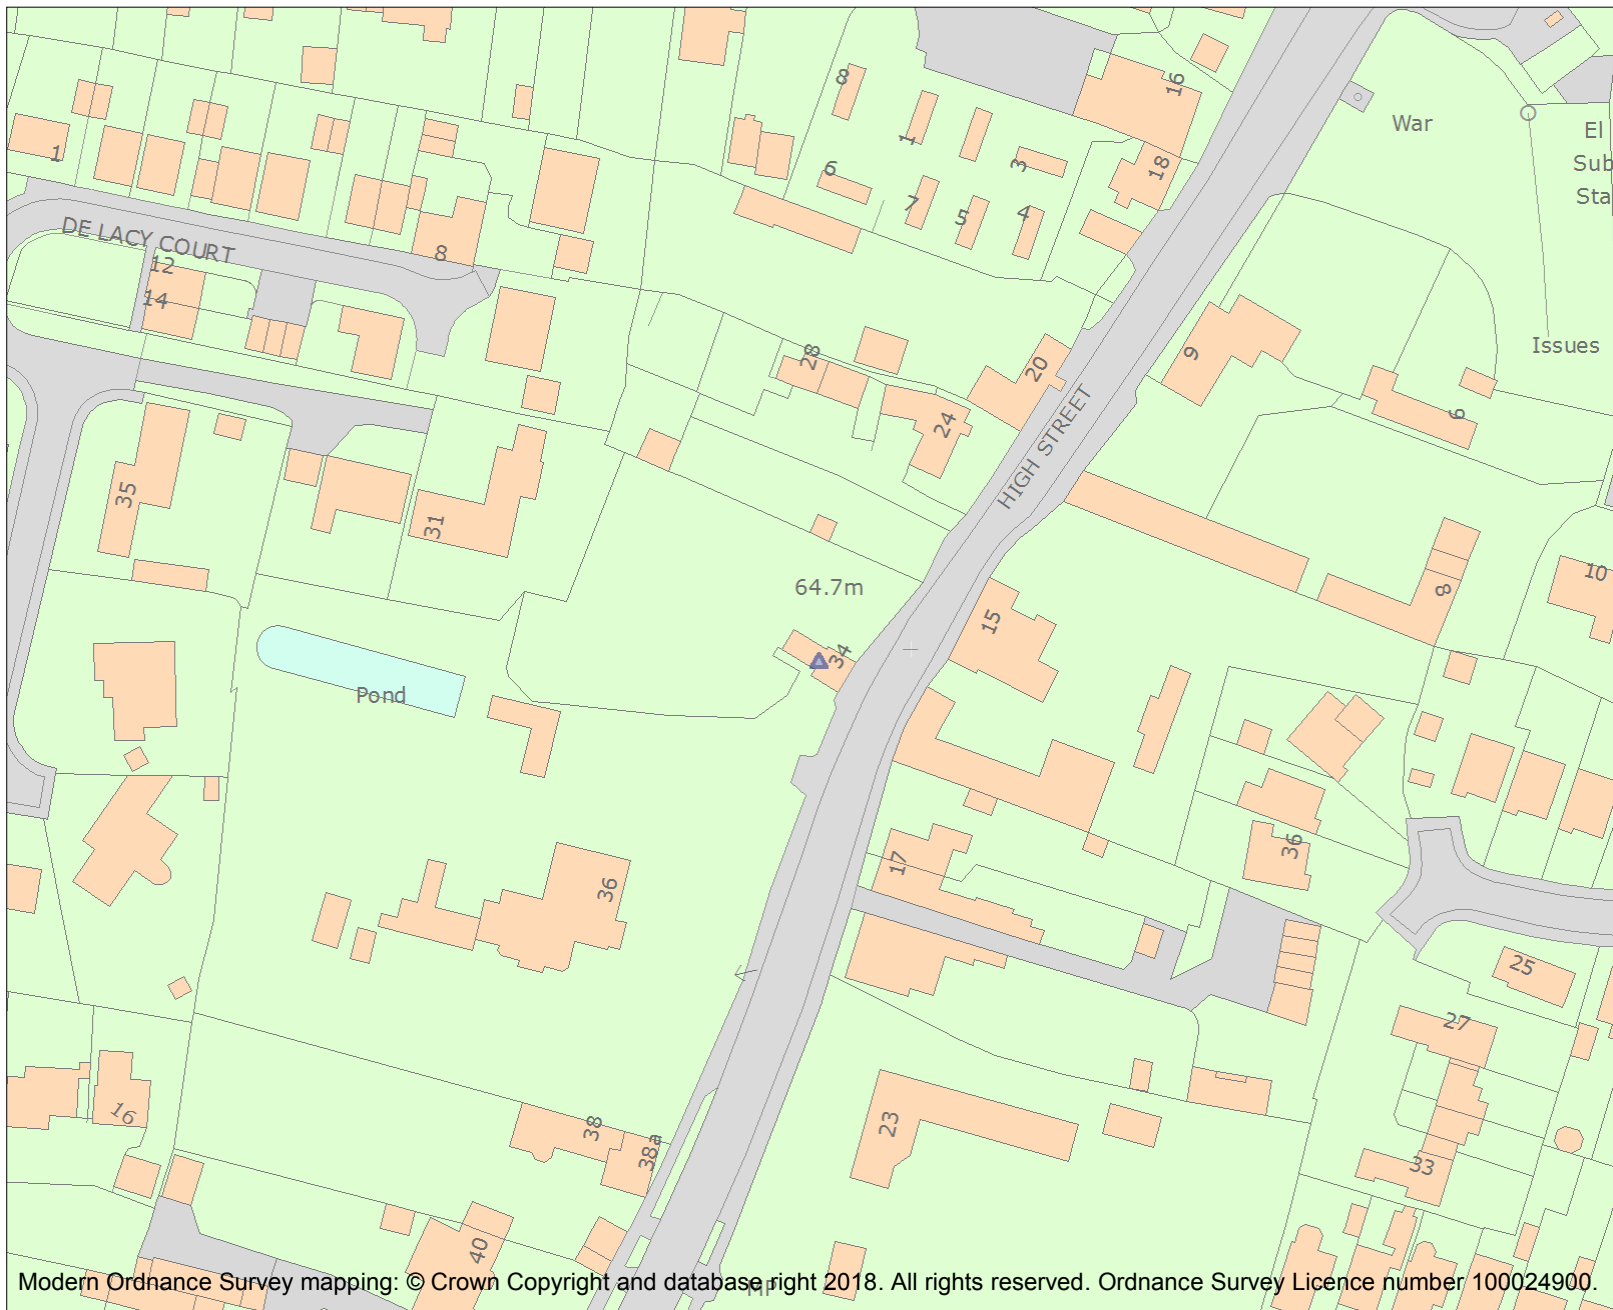 8
16
War
1
El
1
3
Sub
18
6
Sta
7
5
4
DE LACY COURT
8
12
14
Issues
28
9
20
6
24
HIGH STREET
35
31
10
64.7m
8
15
34
Pond
36
17
36
25
27
16
38
23
38a
33
40
MP
Modern Ordnance Survey mapping: © Crown Copyright and database right 2018. All rights reserved. Ordnance Survey Licence number 100024900.